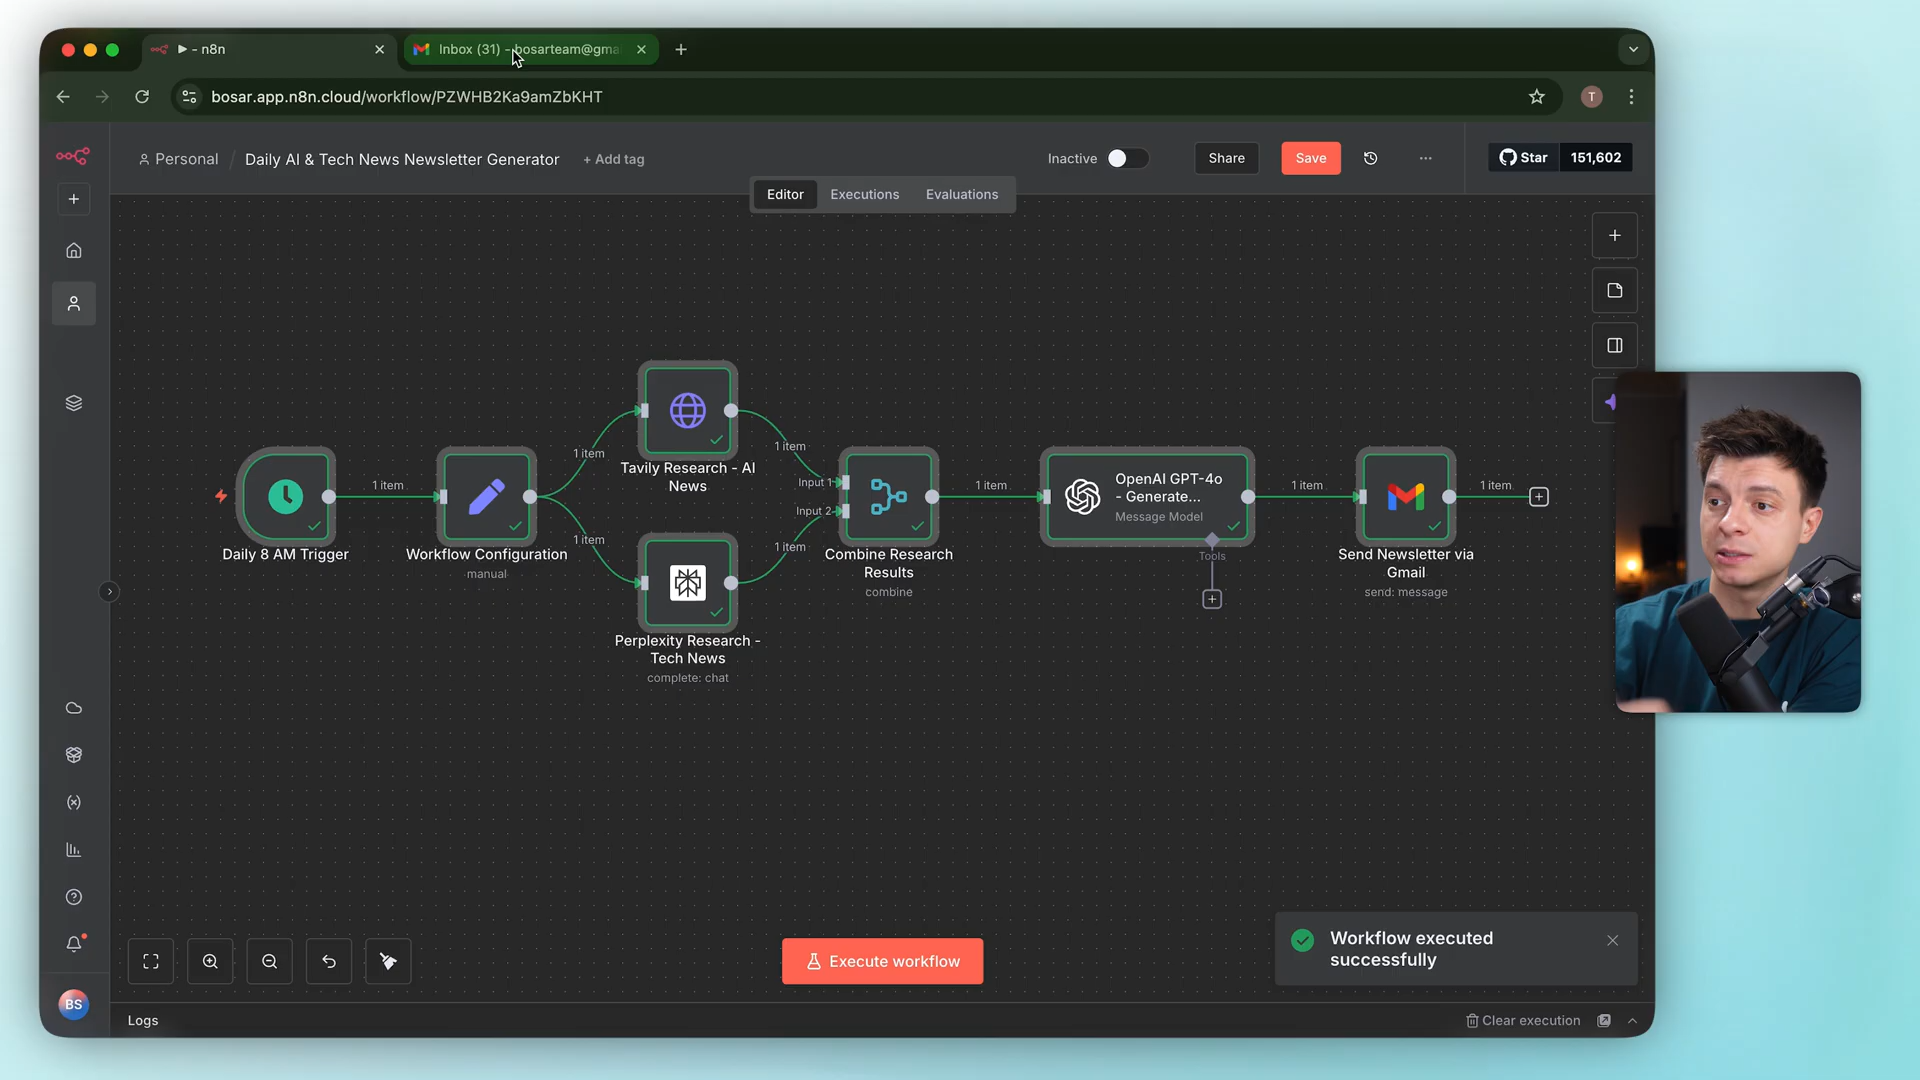 - n8n
Inbox (31) - bosarteam@gma
bosar.app.n8n.cloud/workflow/PZWHB2Ka9amZbKHT
T
Personal / Daily AI & Tech News Newsletter Generator + Add tag
Inactive
Share
Save
Star 151,602
Editor Executions Evaluations
1 item
1 item
1 item
1 item
1 item
1 item
1 item
1 item
Input 1
Input 2
Daily 8 AM Trigger
Workflow Configuration
manual
Tavily Research - AI
News
Perplexity Research -
Tech News
complete: chat
Combine Research
Results
combine
OpenAI GPT-4o
- Generate...
Message Model
Tools
Send Newsletter via
Gmail
send: message
Execute workflow
Workflow executed
successfully
BS
Logs
Clear execution